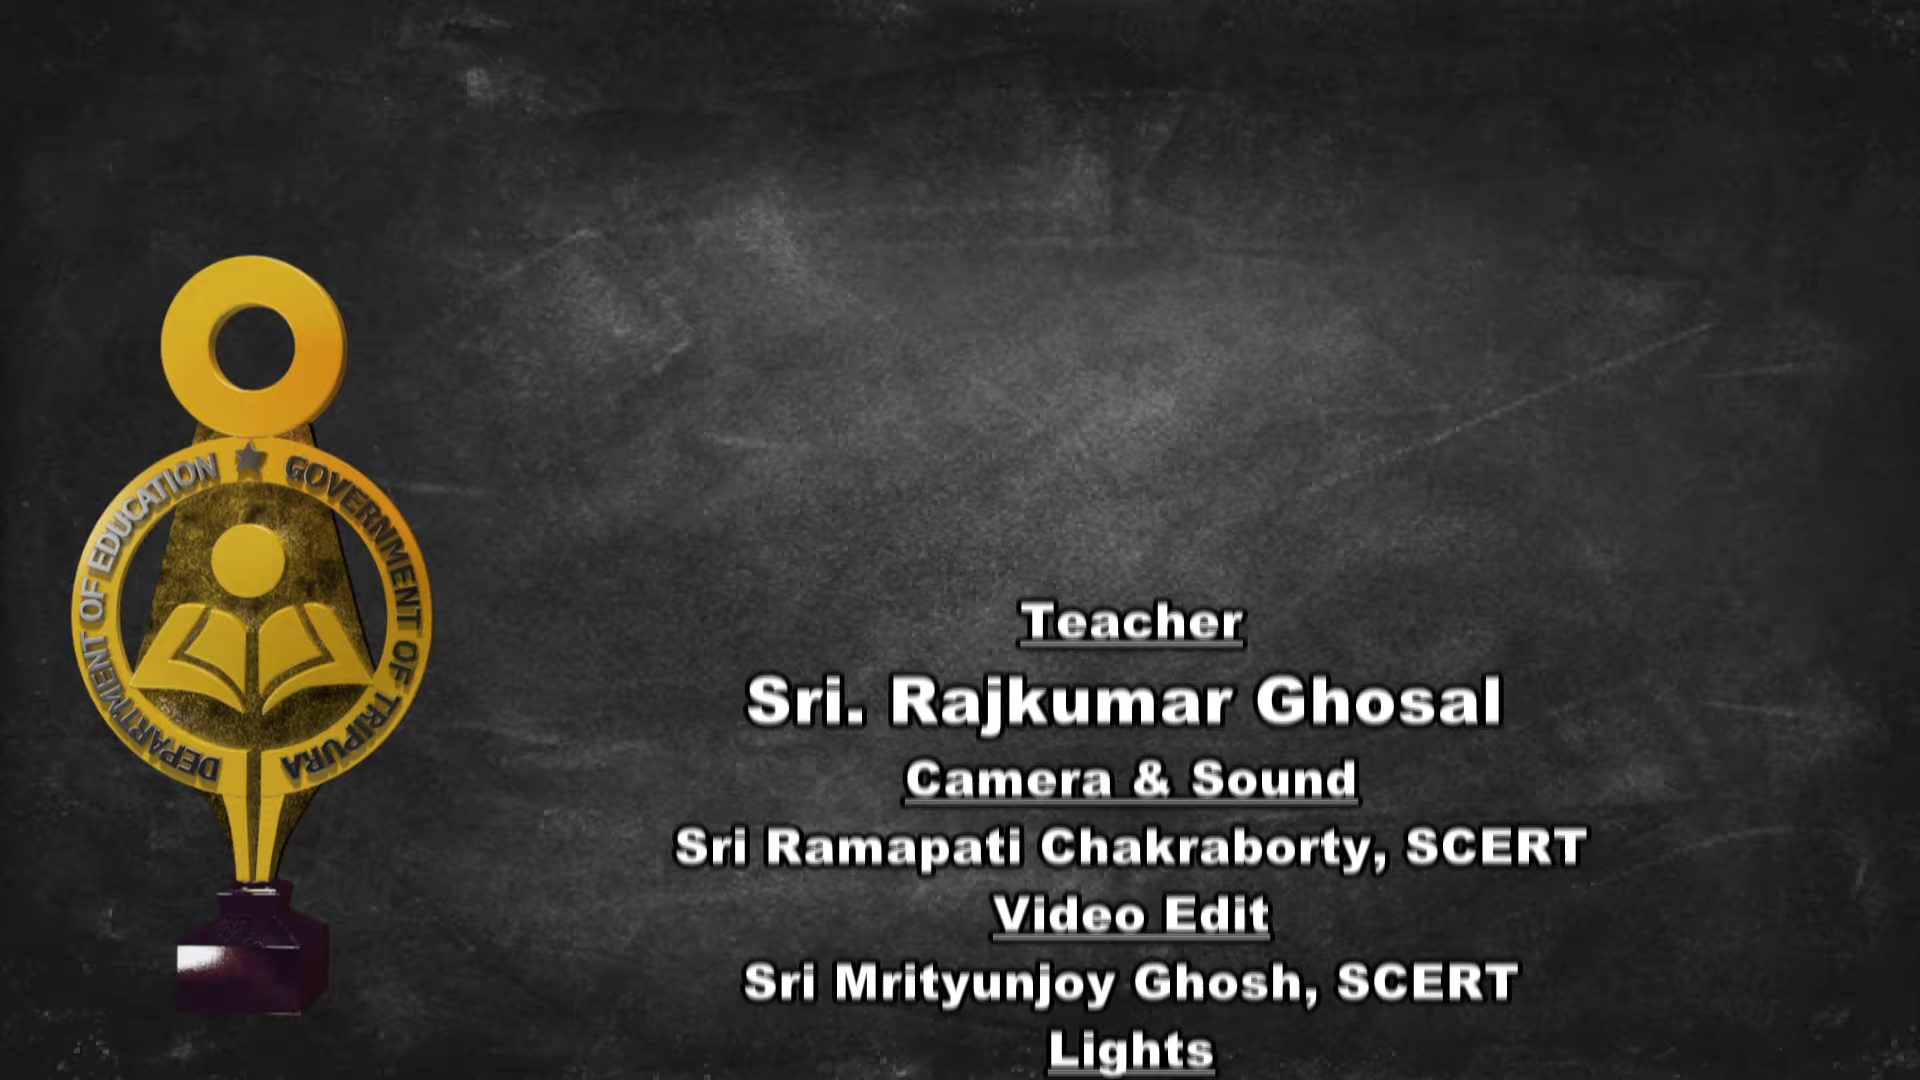 DEPARTMENT OF EDUCATION ★ GOVERNMENT OF TRIPURA
Teacher
Sri. Rajkumar Ghosal
Camera & Sound
Sri Ramapati Chakraborty, SCERT
Video Edit
Sri Mrityunjoy Ghosh, SCERT
Lights